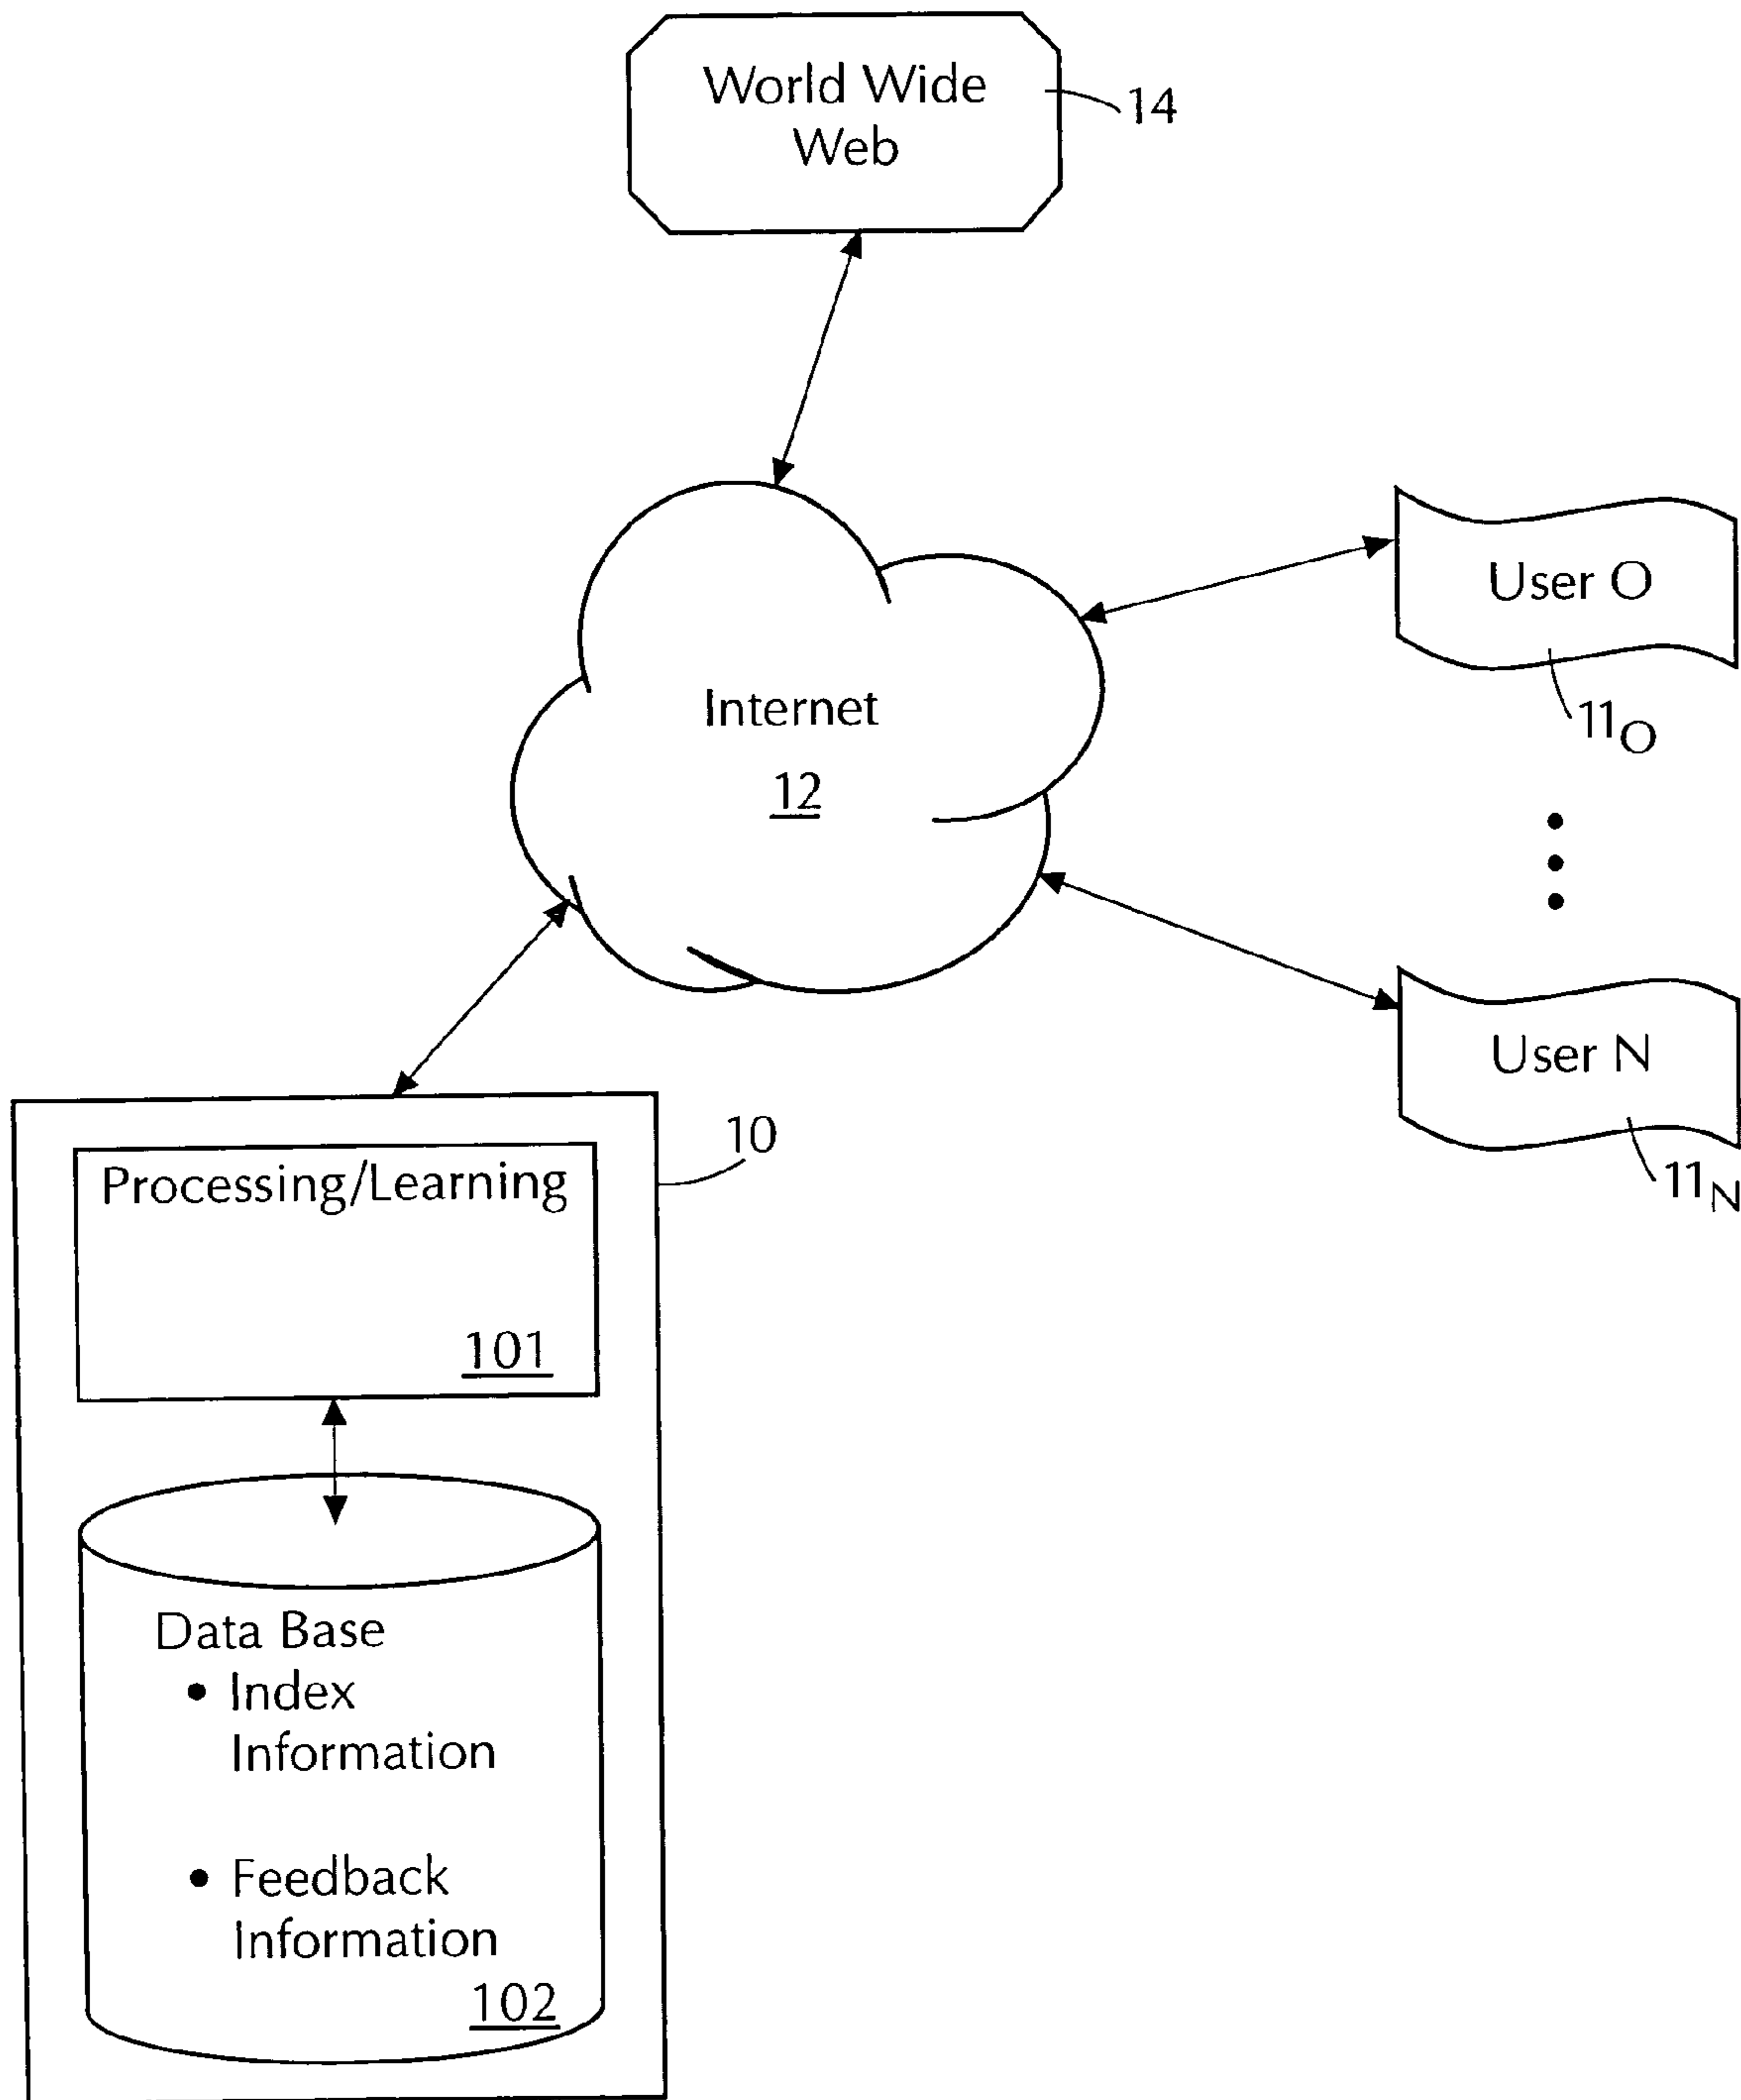 World Wide
Web
14
User O
11O
Internet
12
User N
11N
10
Processing/Learning
101
Data Base
• Index
Information
• Feedback
Information
102